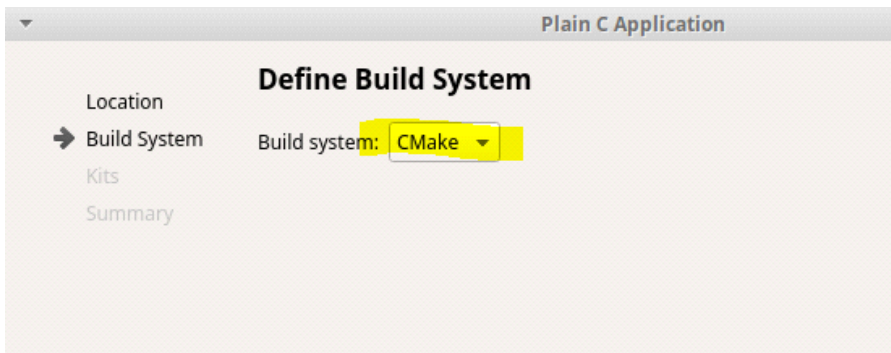 Plain C Application
Location
Build System
Kits
Summary
Define Build System
Build system: CMake